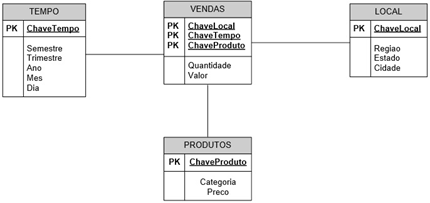 TEMPO
PK ChaveTempo
Semestre
Trimestre
Ano
Mes
Dia
VENDAS
PK ChaveLocal
PK ChaveTempo
PK ChaveProduto
Quantidade
Valor
LOCAL
PK ChaveLocal
Regiao
Estado
Cidade
PRODUTOS
PK ChaveProduto
Categoria
Preco